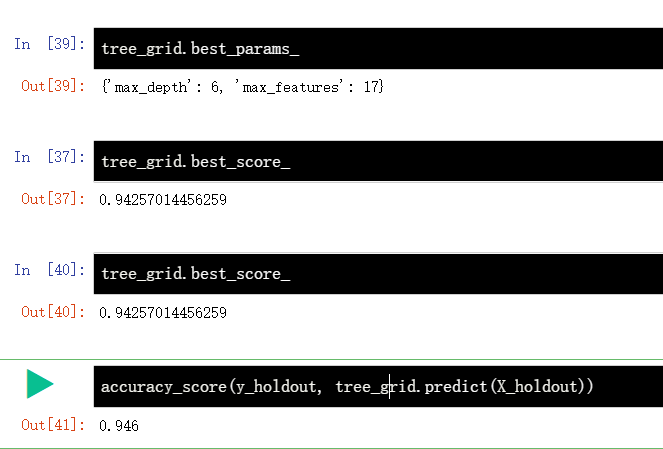 In [39]: tree_grid.best_params_
Out[39]: {'max_depth': 6, 'max_features': 17}
In [37]: tree_grid.best_score_
Out[37]: 0.94257014456259
In [40]: tree_grid.best_score_
Out[40]: 0.94257014456259
accuracy_score(y_holdout, tree_grid.predict(X_holdout))
Out[41]: 0.946